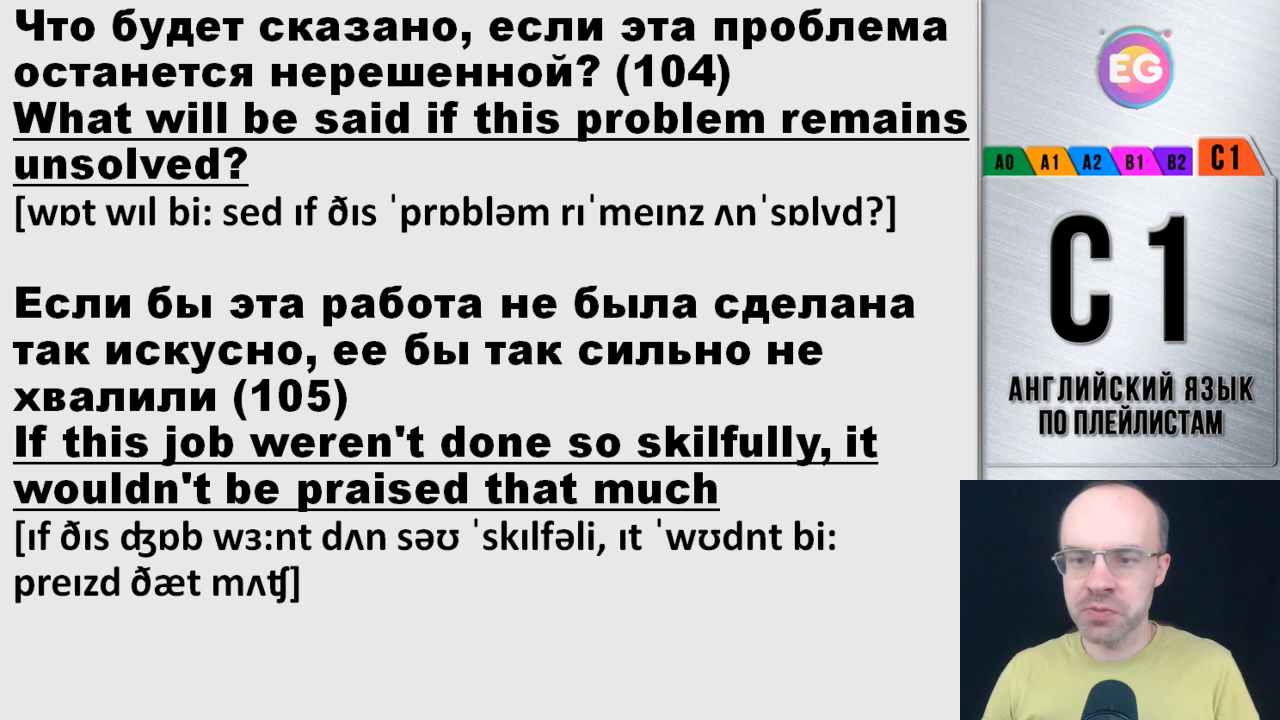 Что будет сказано, если эта проблема
останется нерешенной? (104)
What will be said if this problem remains
unsolved?
[wɒt wɪl bi: sed ɪf ðɪs ˈprɒbləm rɪˈmeɪnz ʌnˈsɒlvd?]
Если бы эта работа не была сделана
так искусно, ее бы так сильно не
хвалили (105)
If this job weren't done so skilfully, it
wouldn't be praised that much
[ɪf ðɪs ʤɒb wɜ:nt dʌn səʊ ˈskɪlfəli, ɪt ˈwʊdnt bi:
preɪzd ðæt mʌʧ]
EG
A0 A1 A2 B1 B2 C1
C1
АНГЛИЙСКИЙ ЯЗЫК
ПО ПЛЕЙЛИСТАМ